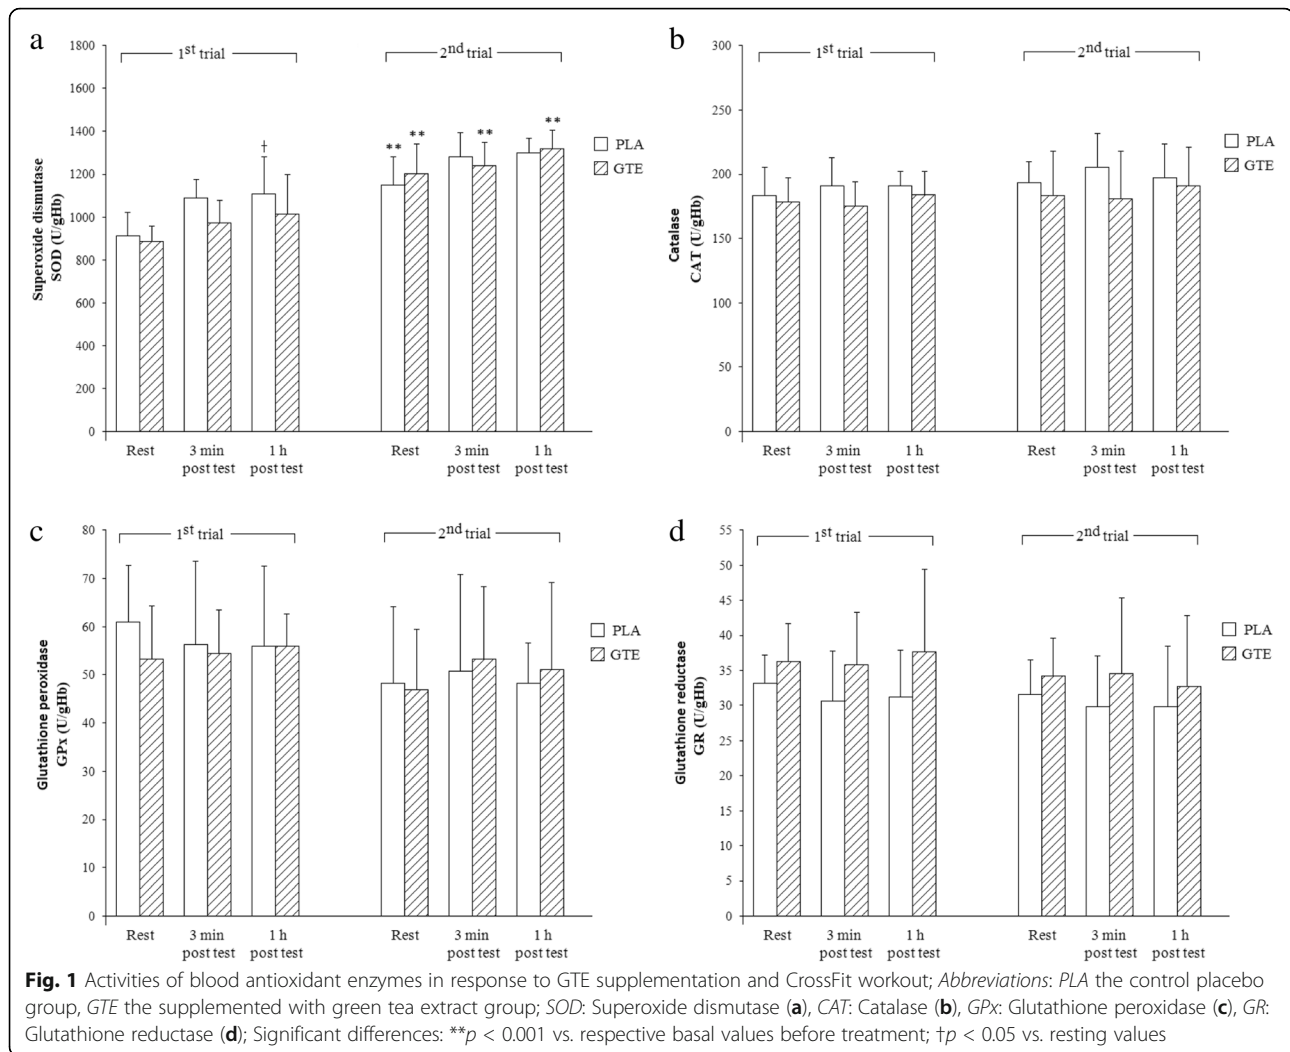 a
1st trial
2nd trial
Superoxide dismutase
SOD (U/gHb)
1800
1600
1400
1200
1000
800
600
400
200
0
†
**
**
**
**
PLA
GTE
Rest
3 min
post test
1 h
post test
Rest
3 min
post test
1 h
post test
b
1st trial
2nd trial
Catalase
CAT (U/gHb)
300
250
200
150
100
50
0
PLA
GTE
Rest
3 min
post test
1 h
post test
Rest
3 min
post test
1 h
post test
c
1st trial
2nd trial
Glutathione peroxidase
GPx (U/gHb)
80
70
60
50
40
30
20
10
0
PLA
GTE
Rest
3 min
post test
1 h
post test
Rest
3 min
post test
1 h
post test
d
1st trial
2nd trial
Glutathione reductase
GR (U/gHb)
55
50
45
40
35
30
25
20
15
10
5
0
PLA
GTE
Rest
3 min
post test
1 h
post test
Rest
3 min
post test
1 h
post test
Fig. 1 Activities of blood antioxidant enzymes in response to GTE supplementation and CrossFit workout; Abbreviations: PLA the control placebo
group, GTE the supplemented with green tea extract group; SOD: Superoxide dismutase (a), CAT: Catalase (b), GPx: Glutathione peroxidase (c), GR:
Glutathione reductase (d); Significant differences: **p < 0.001 vs. respective basal values before treatment; †p < 0.05 vs. resting values